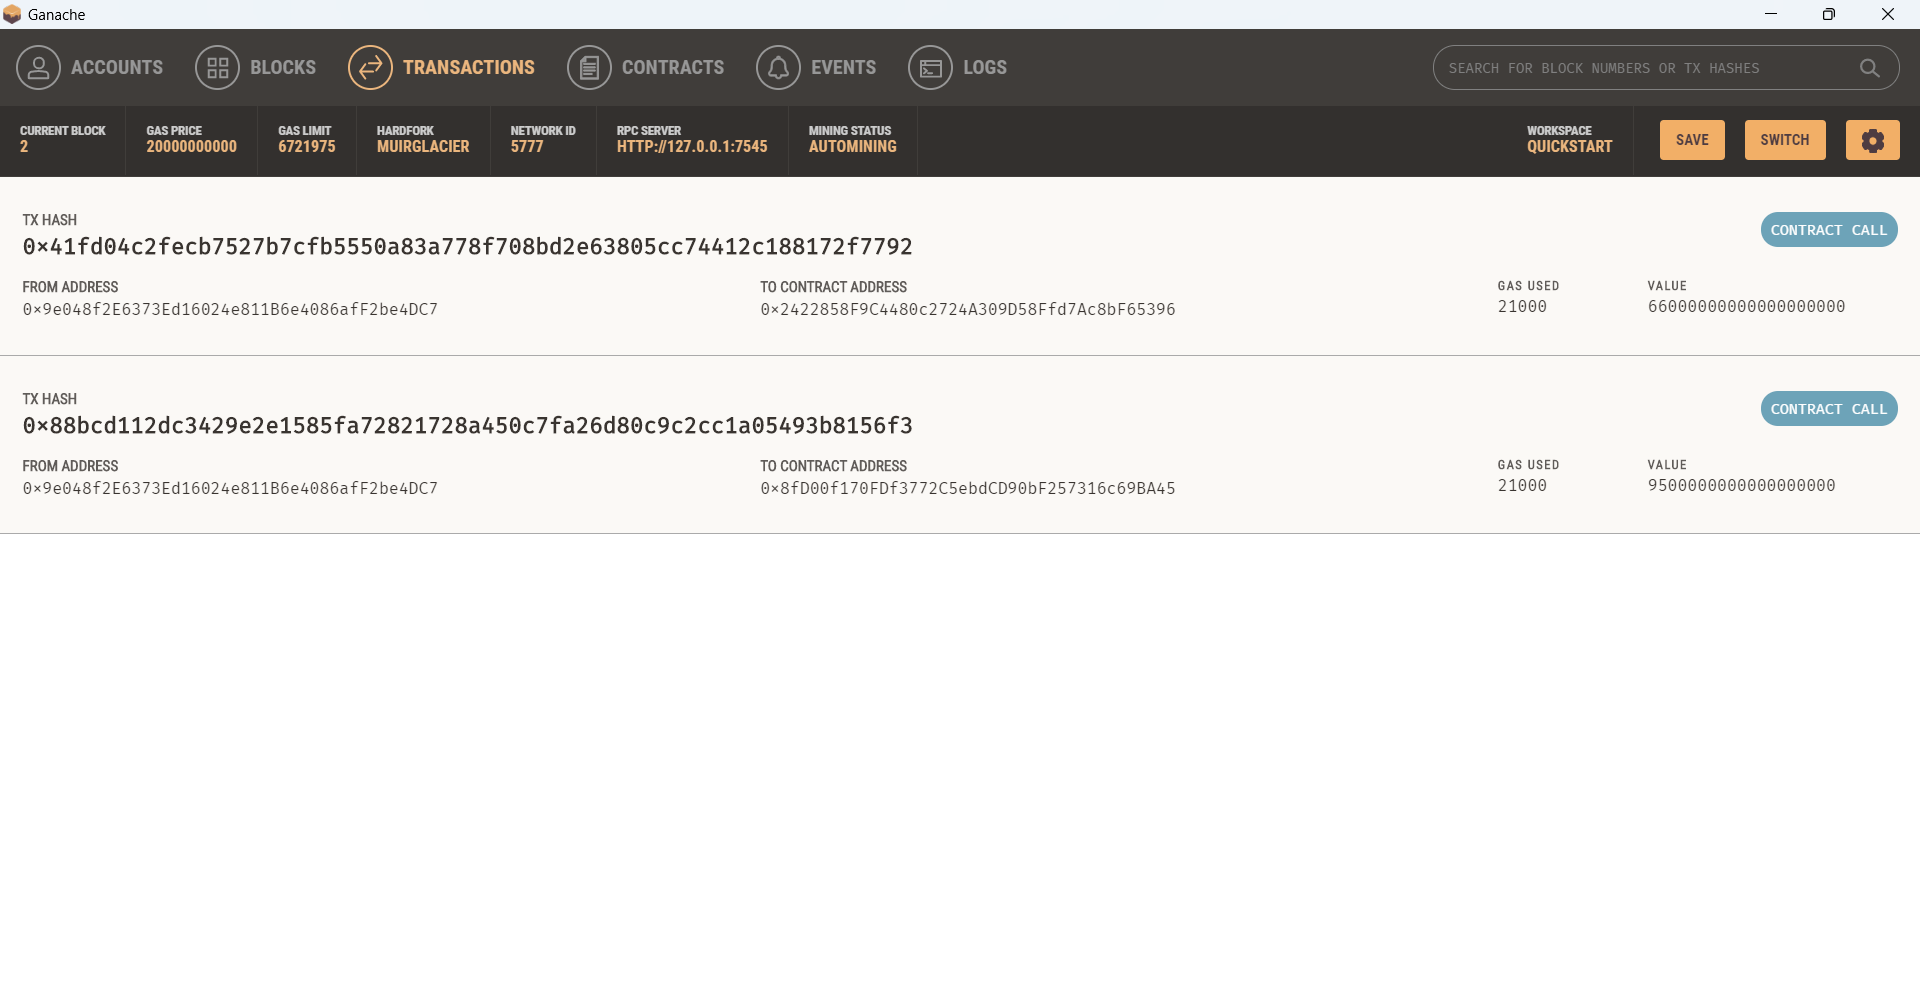 Ganache
ACCOUNTS
BLOCKS
TRANSACTIONS
CONTRACTS
EVENTS
LOGS
SEARCH FOR BLOCK NUMBERS OR TX HASHES
CURRENT BLOCK
2
GAS PRICE
20000000000
GAS LIMIT
6721975
HARDFORK
MUIRGLACIER
NETWORK ID
5777
RPC SERVER
HTTP://127.0.0.1:7545
MINING STATUS
AUTOMINING
WORKSPACE
QUICKSTART
SAVE
SWITCH
TX HASH
0x41fd04c2fecb7527b7cfb5550a83a778f708bd2e63805cc74412c188172f7792
CONTRACT CALL
FROM ADDRESS
0x9e048f2E6373Ed16024e811B6e4086afF2be4DC7
TO CONTRACT ADDRESS
0x2422858F9C4480c2724A309D58Ffd7Ac8bF65396
GAS USED
21000
VALUE
66000000000000000000
TX HASH
0x88bcd112dc3429e2e1585fa72821728a450c7fa26d80c9c2cc1a05493b8156f3
CONTRACT CALL
FROM ADDRESS
0x9e048f2E6373Ed16024e811B6e4086afF2be4DC7
TO CONTRACT ADDRESS
0x8fD00f170FDf3772C5ebdCD90bF257316c69BA45
GAS USED
21000
VALUE
9500000000000000000